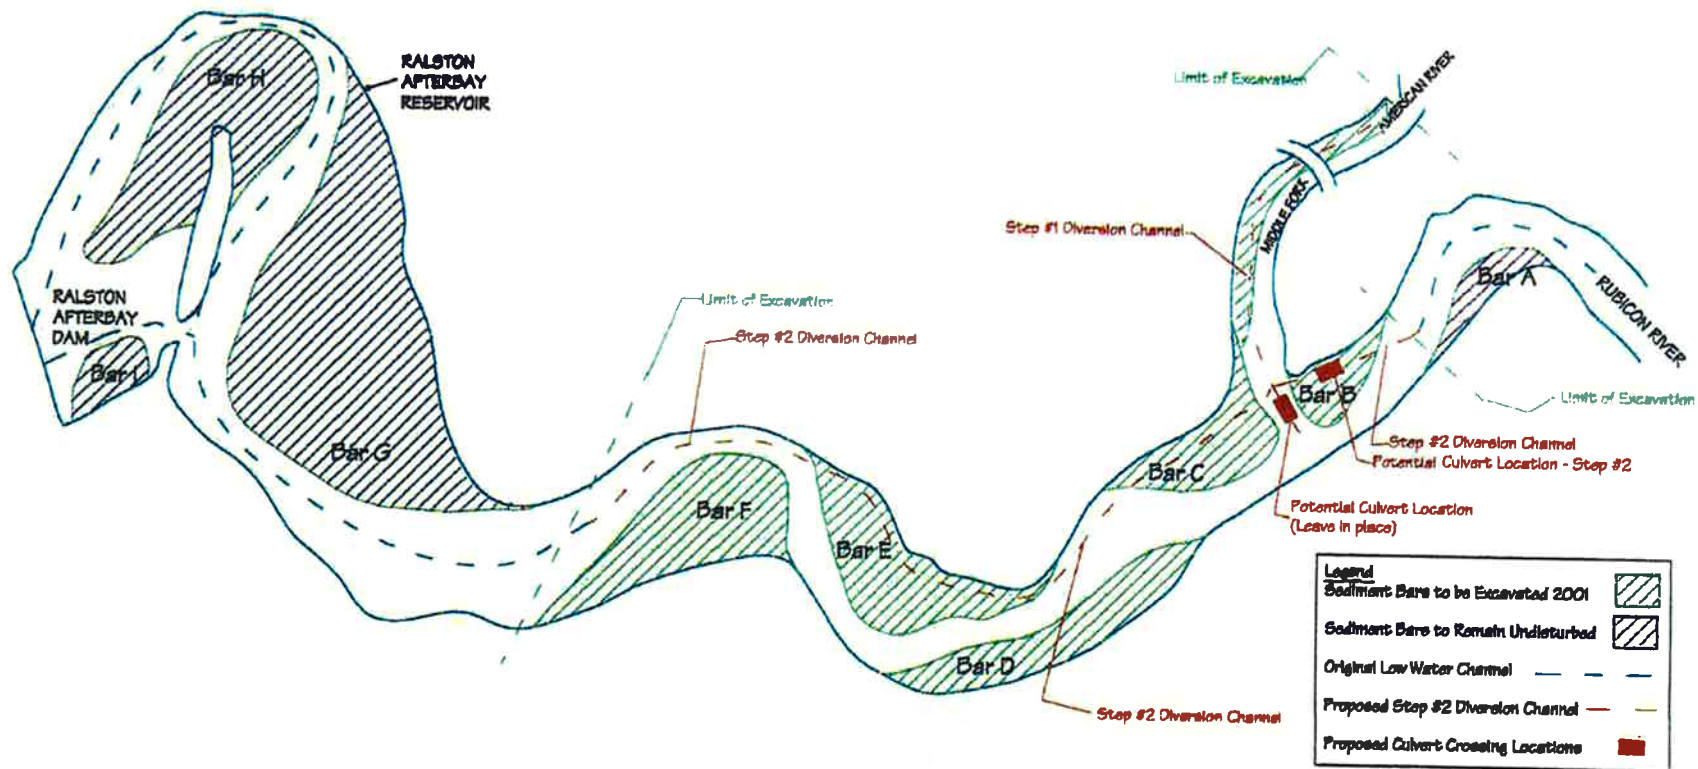 Bar H
RALSTON
AFTERBAY
RESERVOIR
Limit of Excavation
AMERICAN RIVER
MIDDLE FORK
Step #1 Diversion Channel
Bar A
RUBICON RIVER
RALSTON
AFTERBAY
DAM
Bar I
Limit of Excavation
Step #2 Diversion Channel
Bar B
Limit of Excavation
Step #2 Diversion Channel
Potential Culvert Location - Step #2
Bar G
Bar C
Bar F
Potential Culvert Location
(Leave in place)
Bar E
Bar D
Step #2 Diversion Channel
Legend
Sediment Bars to be Excavated 2001
Sediment Bars to Remain Undisturbed
Original Low Water Channel
Proposed Step #2 Diversion Channel
Proposed Culvert Crossing Locations